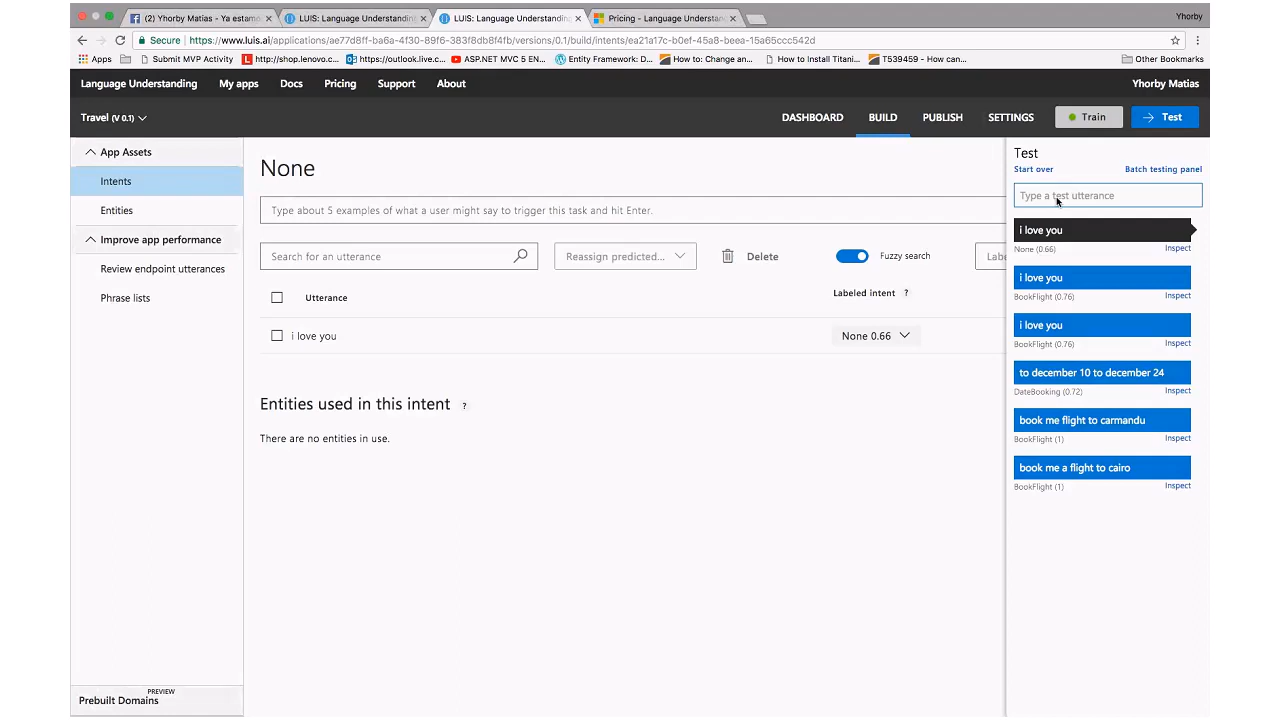 (2) Yhorby Matias - Ya estamo
LUIS: Language Understandin
LUIS: Language Understandin
Pricing - Language Understan
Yhorby
Secure https://www.luis.ai/applications/ae77d8ff-ba6a-4f30-89f6-383f8db8f4fb/versions/0.1/build/intents/ea21a17c-b0ef-45a8-beea-15a65ccc542d
Apps
Submit MVP Activity
http://shop.lenovo.c...
https://outlook.live.c...
ASP.NET MVC 5 EN...
Entity Framework: D...
How to: Change an...
How to Install Titani...
T539459 - How can...
Other Bookmarks
Language Understanding
My apps
Docs
Pricing
Support
About
Yhorby Matias
Travel (V 0.1)
DASHBOARD
BUILD
PUBLISH
SETTINGS
Train
Test
App Assets
Intents
Entities
Improve app performance
Review endpoint utterances
Phrase lists
Prebuilt Domains
PREVIEW
None
Type about 5 examples of what a user might say to trigger this task and hit Enter.
Search for an utterance
Reassign predicted...
Delete
Fuzzy search
Labe
Utterance
Labeled intent ?
i love you
None 0.66
Entities used in this intent ?
There are no entities in use.
Test
Start over
Batch testing panel
Type a test utterance
i love you
None (0.66)
Inspect
i love you
BookFlight (0.76)
Inspect
i love you
BookFlight (0.76)
Inspect
to december 10 to december 24
DateBooking (0.72)
Inspect
book me flight to carmandu
BookFlight (1)
Inspect
book me a flight to cairo
BookFlight (1)
Inspect